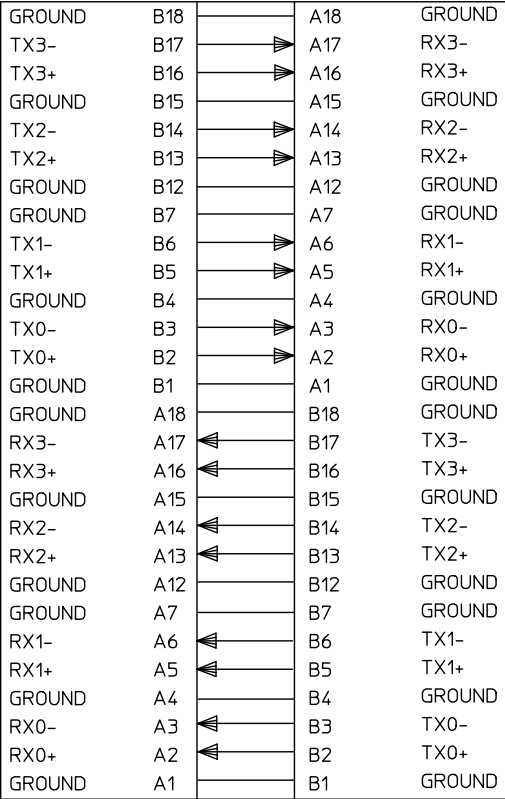 GROUND B18 A18 GROUND
TX3- B17 A17 RX3-
TX3+ B16 A16 RX3+
GROUND B15 A15 GROUND
TX2- B14 A14 RX2-
TX2+ B13 A13 RX2+
GROUND B12 A12 GROUND
GROUND B7 A7 GROUND
TX1- B6 A6 RX1-
TX1+ B5 A5 RX1+
GROUND B4 A4 GROUND
TX0- B3 A3 RX0-
TX0+ B2 A2 RX0+
GROUND B1 A1 GROUND
GROUND A18 B18 GROUND
RX3- A17 B17 TX3-
RX3+ A16 B16 TX3+
GROUND A15 B15 GROUND
RX2- A14 B14 TX2-
RX2+ A13 B13 TX2+
GROUND A12 B12 GROUND
GROUND A7 B7 GROUND
RX1- A6 B6 TX1-
RX1+ A5 B5 TX1+
GROUND A4 B4 GROUND
RX0- A3 B3 TX0-
RX0+ A2 B2 TX0+
GROUND A1 B1 GROUND